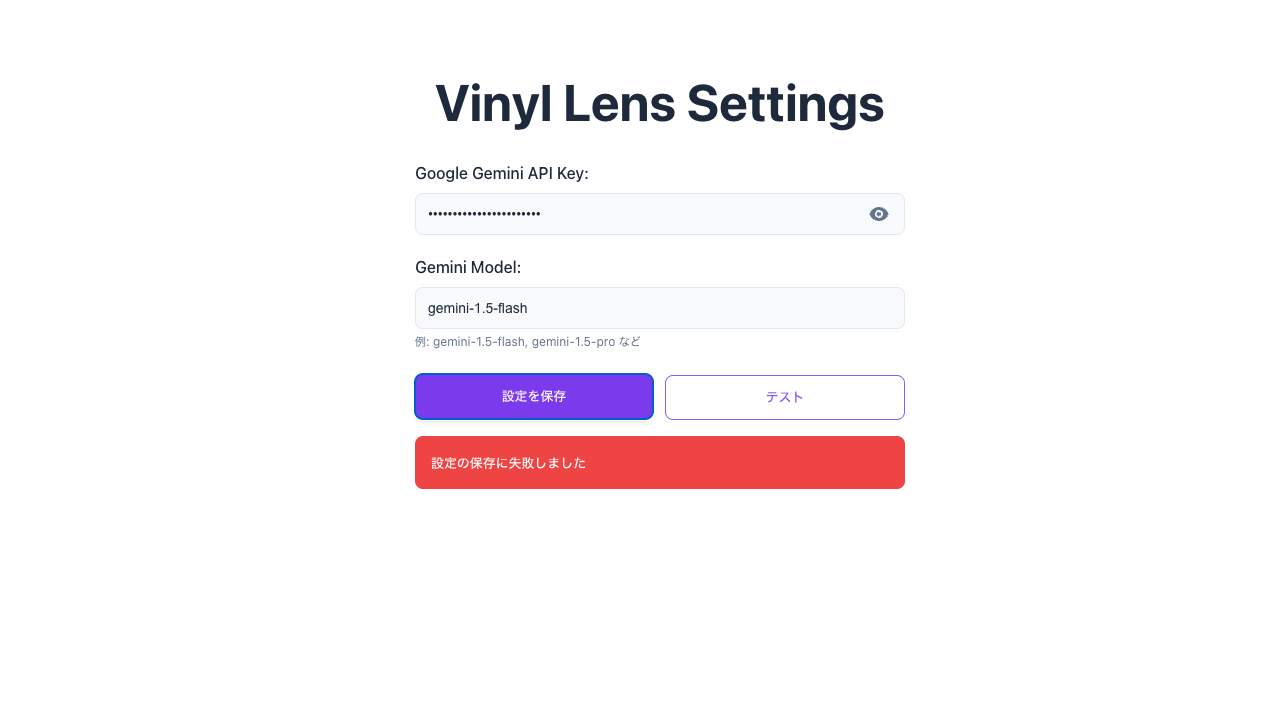 Vinyl Lens Settings
Google Gemini API Key:
•••••••••••••••••••••••
Gemini Model:
gemini-1.5-flash
例: gemini-1.5-flash, gemini-1.5-pro など
設定を保存
テスト
設定の保存に失敗しました